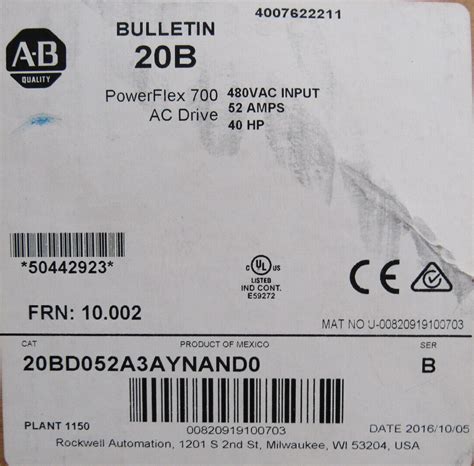 4007622211
A-B
QUALITY
BULLETIN
20B
PowerFlex 700
AC Drive
480VAC INPUT
52 AMPS
40 HP
*50442923*
C UL US
LISTED
IND CONT.
E59272
CE
FRN: 10.002
MAT NO U-00820919100703
CAT
PRODUCT OF MEXICO
SER
20BD052A3AYNAND0
B
PLANT 1150
00820919100703
DATE 2016/10/05
Rockwell Automation, 1201 S 2nd St, Milwaukee, WI 53204, USA